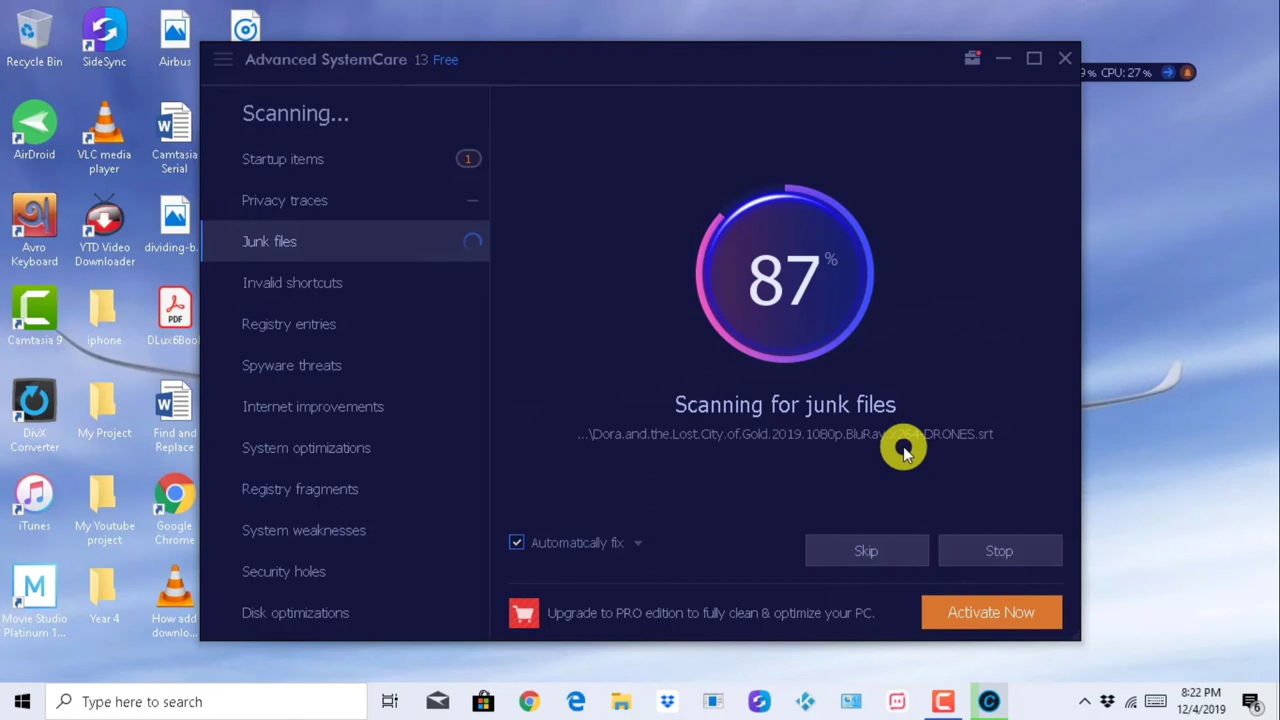 Recycle Bin
SideSync
Airbus
AirDroid
VLC media
player
Camtasia
Serial
Avro
Keyboard
YTD Video
Downloader
dividing-b..
Camtasia 9
iphone
PDF
DLux6Boo
DivX
Converter
My Project
Find and
Replace
iTunes
My Youtube
project
Google
Chrome
Movie Studio
Platinum 1...
Year 4
How add
downlo...
Advanced SystemCare 13 Free
9% CPU: 27 %
Scanning...
Startup items 1
Privacy traces
Junk files
Invalid shortcuts
Registry entries
Spyware threats
Internet improvements
System optimizations
Registry fragments
System weaknesses
Security holes
Disk optimizations
87 %
Scanning for junk files
...\Dora.and.the.Lost.City.of.Gold.2019.1080p.BluRay DRONES.srt
Automatically fix
Skip
Stop
Upgrade to PRO edition to fully clean & optimize your PC.
Activate Now
Type here to search
8:22 PM
12/4/2019
6